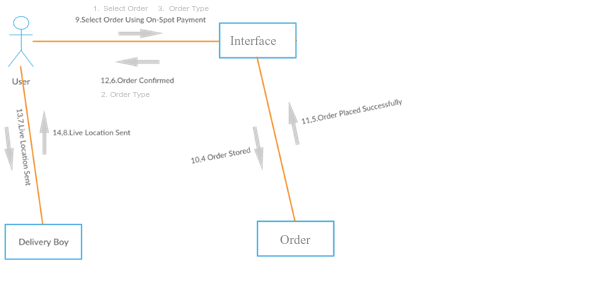 1. Select Order 3. Order Type
9.Select Order Using On-Spot Payment
Interface
User
12,6.Order Confirmed
2. Order Type
13,7.Live Location Sent
14,8.Live Location Sent
11,5.Order Placed Successfully
10,4 Order Stored
Delivery Boy
Order